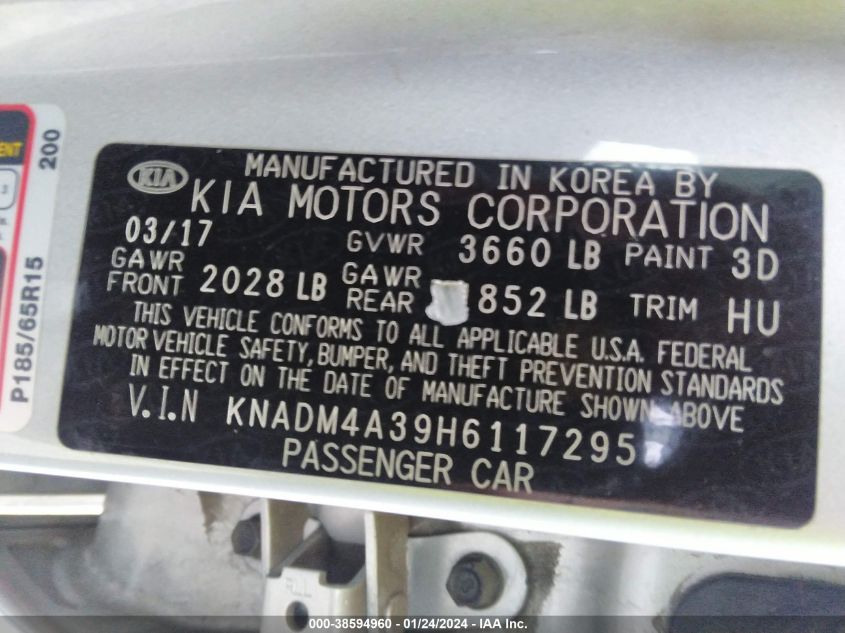 MANUFACTURED IN KOREA BY
KIA
KIA MOTORS CORPORATION
03/17 GVWR 3660 LB PAINT 3D
GAWR FRONT 2028 LB GAWR REAR 852 LB TRIM HU
THIS VEHICLE CONFORMS TO ALL APPLICABLE U.S.A. FEDERAL
MOTOR VEHICLE SAFETY, BUMPER, AND THEFT PREVENTION STANDARDS
IN EFFECT ON THE DATE OF MANUFACTURE SHOWN ABOVE
V.I.N KNADM4A39H6117295
PASSENGER CAR
P185/65R15
200
000-38594960 - 01/24/2024 - IAA Inc.